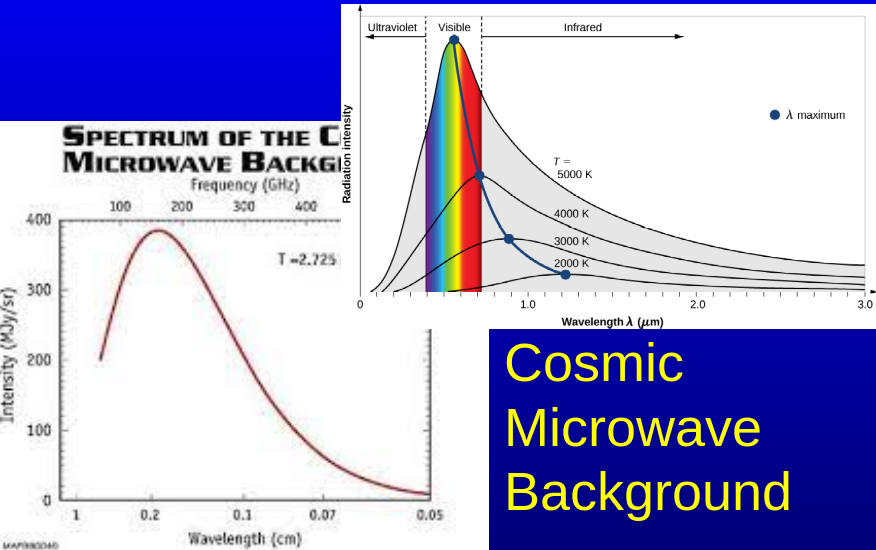 Ultraviolet Visible Infrared
λ maximum
Radiation intensity
T =
5000 K
4000 K
3000 K
2000 K
0 1.0 2.0 3.0
Wavelength λ (μm)
SPECTRUM OF THE C
MICROWAVE BACKG
Frequency (GHz)
100 200 300 400
T =2.725
400
300
200
100
0
Intensity (MJy/sr)
1 0.2 0.1 0.07 0.05
Wavelength (cm)
Cosmic
Microwave
Background